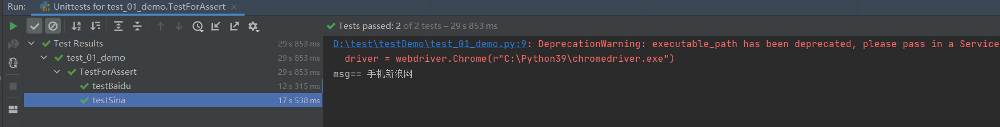 Run: Unittests for test_01_demo.TestForAssert
Tests passed: 2 of 2 tests – 29 s 853 ms
Test Results 29 s 853 ms
test_01_demo 29 s 853 ms
TestForAssert 29 s 853 ms
testBaidu 12 s 315 ms
testSina 17 s 538 ms
D:\test\testDemo\test_01_demo.py:9: DeprecationWarning: executable_path has been deprecated, please pass in a Service
driver = webdriver.Chrome(r"C:\Python39\chromedriver.exe")
msg== 手机新浪网